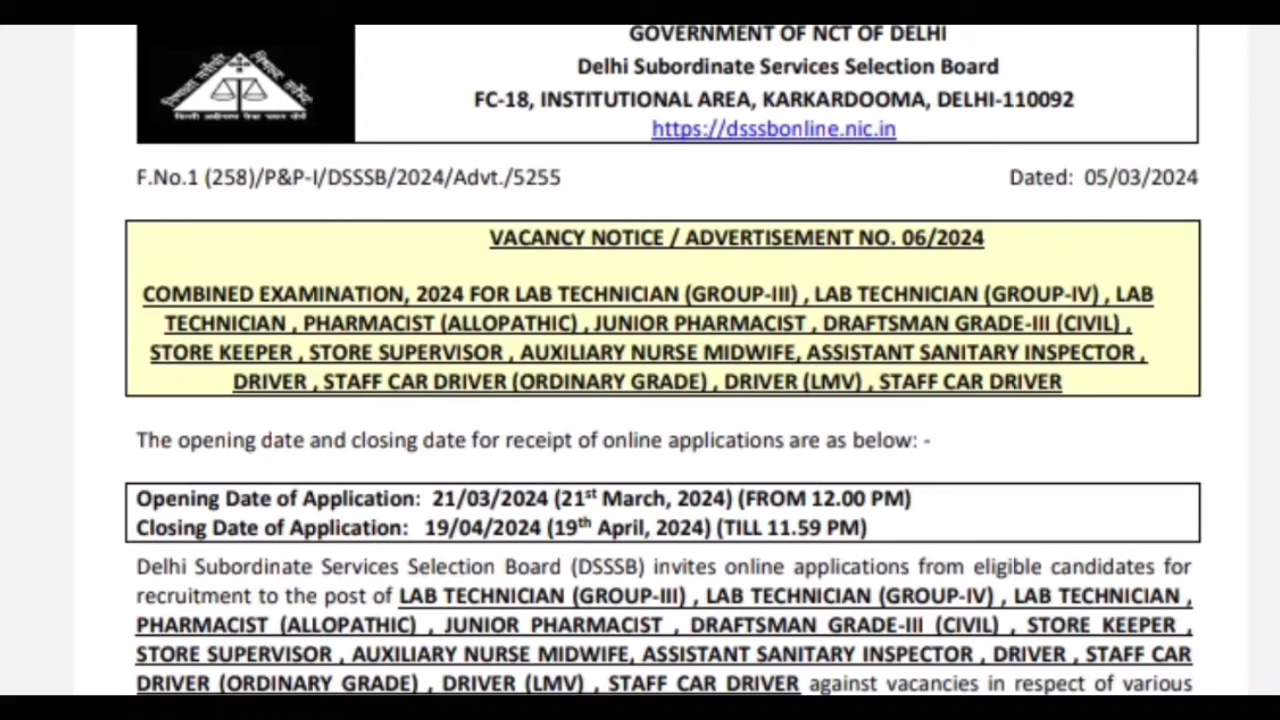 GOVERNMENT OF NCT OF DELHI
Delhi Subordinate Services Selection Board
FC-18, INSTITUTIONAL AREA, KARKARDOOMA, DELHI-110092
https://dsssbonline.nic.in
F.No.1 (258)/P&P-I/DSSSB/2024/Advt./5255 Dated: 05/03/2024
VACANCY NOTICE / ADVERTISEMENT NO. 06/2024
COMBINED EXAMINATION, 2024 FOR LAB TECHNICIAN (GROUP-III) , LAB TECHNICIAN (GROUP-IV) , LAB
TECHNICIAN , PHARMACIST (ALLOPATHIC) , JUNIOR PHARMACIST , DRAFTSMAN GRADE-III (CIVIL) ,
STORE KEEPER , STORE SUPERVISOR , AUXILIARY NURSE MIDWIFE, ASSISTANT SANITARY INSPECTOR ,
DRIVER , STAFF CAR DRIVER (ORDINARY GRADE) , DRIVER (LMV) , STAFF CAR DRIVER
The opening date and closing date for receipt of online applications are as below: -
Opening Date of Application: 21/03/2024 (21st March, 2024) (FROM 12.00 PM)
Closing Date of Application: 19/04/2024 (19th April, 2024) (TILL 11.59 PM)
Delhi Subordinate Services Selection Board (DSSSB) invites online applications from eligible candidates for
recruitment to the post of LAB TECHNICIAN (GROUP-III) , LAB TECHNICIAN (GROUP-IV) , LAB TECHNICIAN ,
PHARMACIST (ALLOPATHIC) , JUNIOR PHARMACIST , DRAFTSMAN GRADE-III (CIVIL) , STORE KEEPER ,
STORE SUPERVISOR , AUXILIARY NURSE MIDWIFE, ASSISTANT SANITARY INSPECTOR , DRIVER , STAFF CAR
DRIVER (ORDINARY GRADE) , DRIVER (LMV) , STAFF CAR DRIVER against vacancies in respect of various